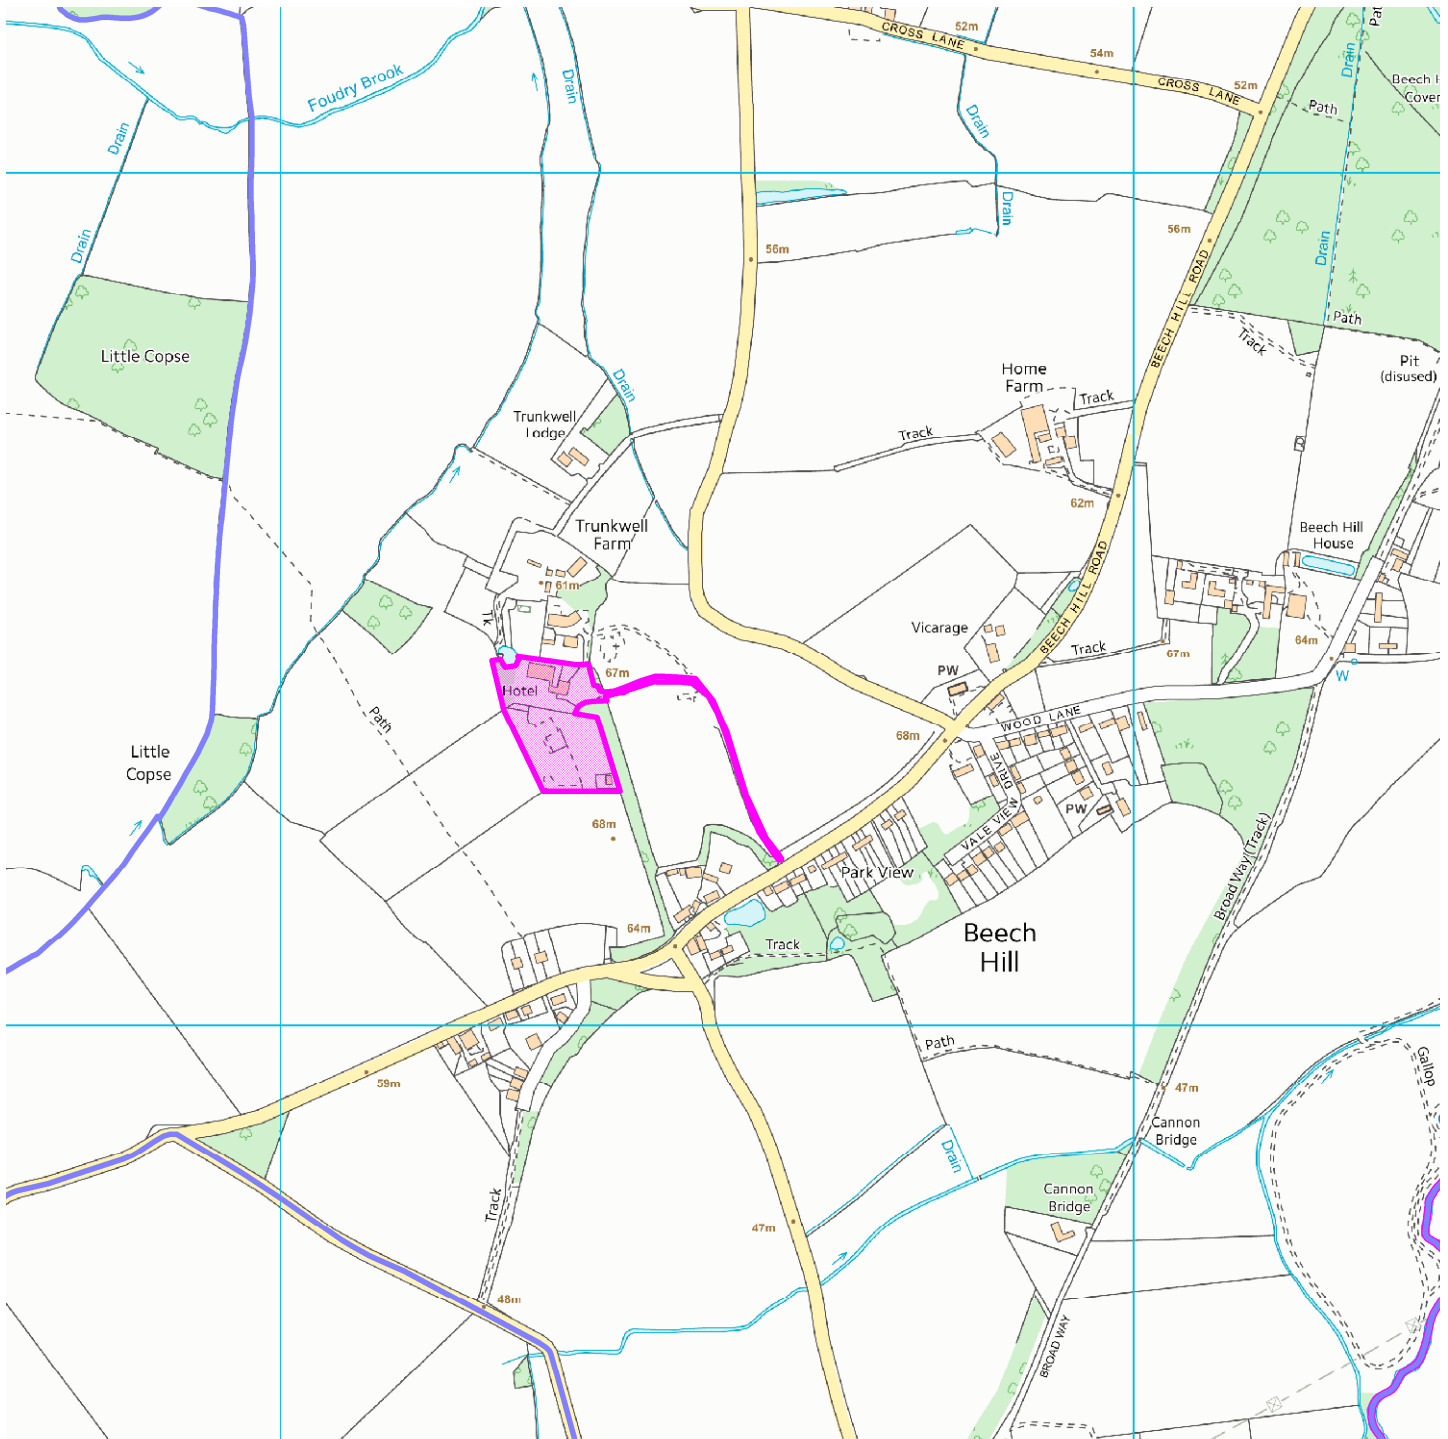 52m
CROSS LANE
54m
CROSS LANE
52m
Path
Drain
Beech H
Cover
Path
Foudry Brook
Drain
Drain
Drain
Drain
Drain
56m
56m
Drain
Drain
BEECH HILL ROAD
Path
Track
Pit
(disused)
Little Copse
Home
Farm
Track
Drain
Trunkwell
Lodge
Track
62m
Trunkwell
Farm
Beech Hill
House
61m
BEECH HILL ROAD
Tk
Vicarage
Track
67m
64m
PW
W
67m
Hotel
WOOD LANE
Path
68m
Little
Copse
VALE VIEW DRIVE
PW
68m
Park View
Broad Way (Track)
64m
Track
Beech
Hill
Path
59m
47m
Gallop
Cannon
Bridge
Drain
Cannon
Bridge
Track
47m
48m
BROAD WAY